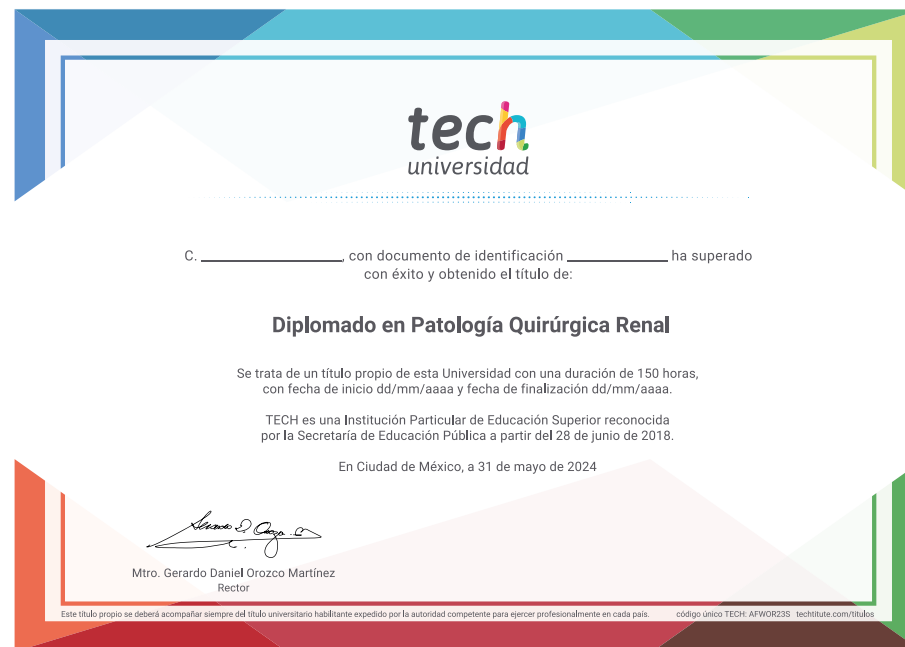 tech
universidad
C. ____________________, con documento de identificación ______________ ha superado
con éxito y obtenido el título de:
Diplomado en Patología Quirúrgica Renal
Se trata de un título propio de esta Universidad con una duración de 150 horas,
con fecha de inicio dd/mm/aaaa y fecha de finalización dd/mm/aaaa.
TECH es una Institución Particular de Educación Superior reconocida
por la Secretaría de Educación Pública a partir del 28 de junio de 2018.
En Ciudad de México, a 31 de mayo de 2024
Mtro. Gerardo Daniel Orozco Martínez
Rector
Este título propio se deberá acompañar siempre del título universitario habilitante expedido por la autoridad competente para ejercer profesionalmente en cada país. código único TECH: AFWOR23S techtitute.com/títulos